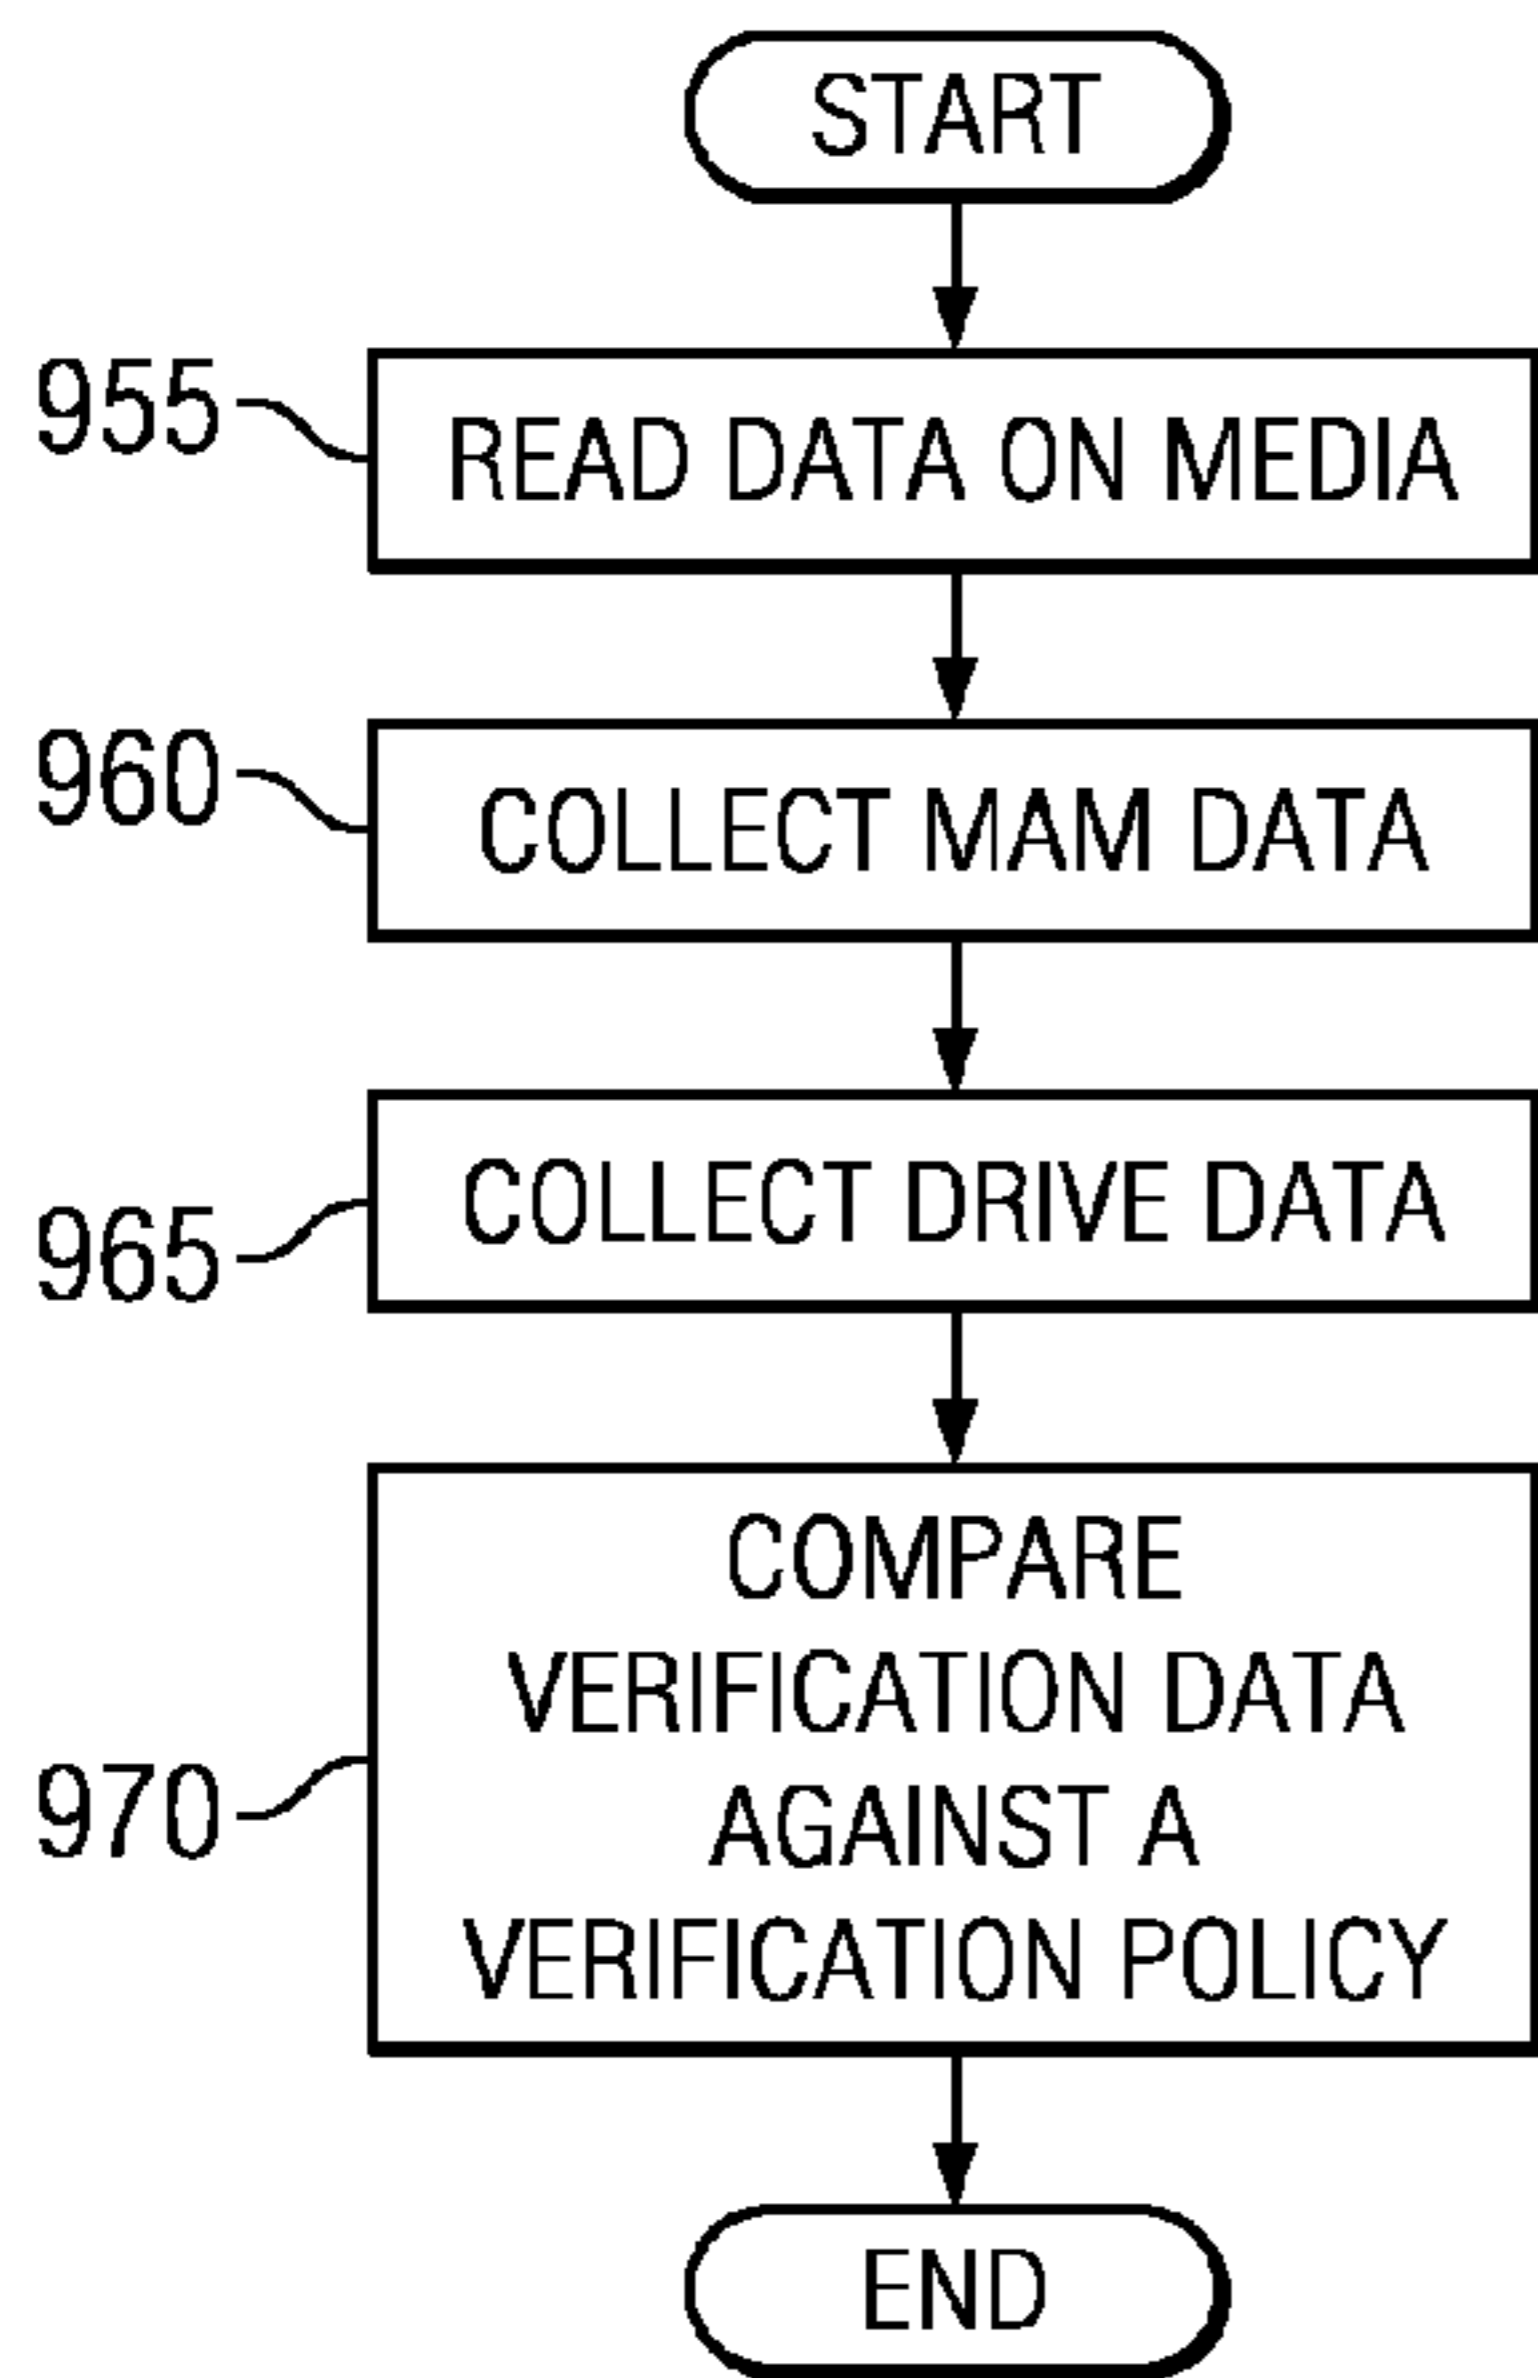 START
955
READ DATA ON MEDIA
960
COLLECT MAM DATA
COLLECT DRIVE DATA
965
COMPARE
VERIFICATION DATA
AGAINST A
970
VERIFICATION POLICY
END